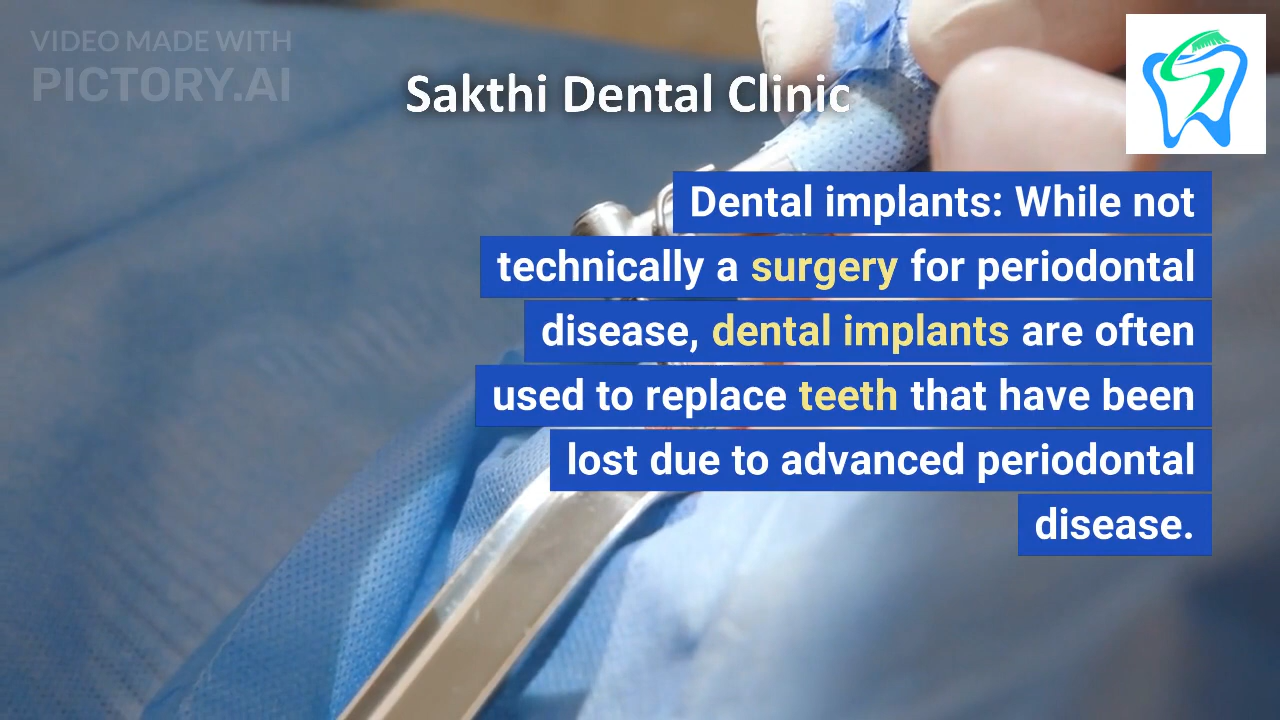 VIDEO MADE WITH
PICTORY.AI
Sakthi Dental Clinic
Dental implants: While not
technically a surgery for periodontal
disease, dental implants are often
used to replace teeth that have been
lost due to advanced periodontal
disease.